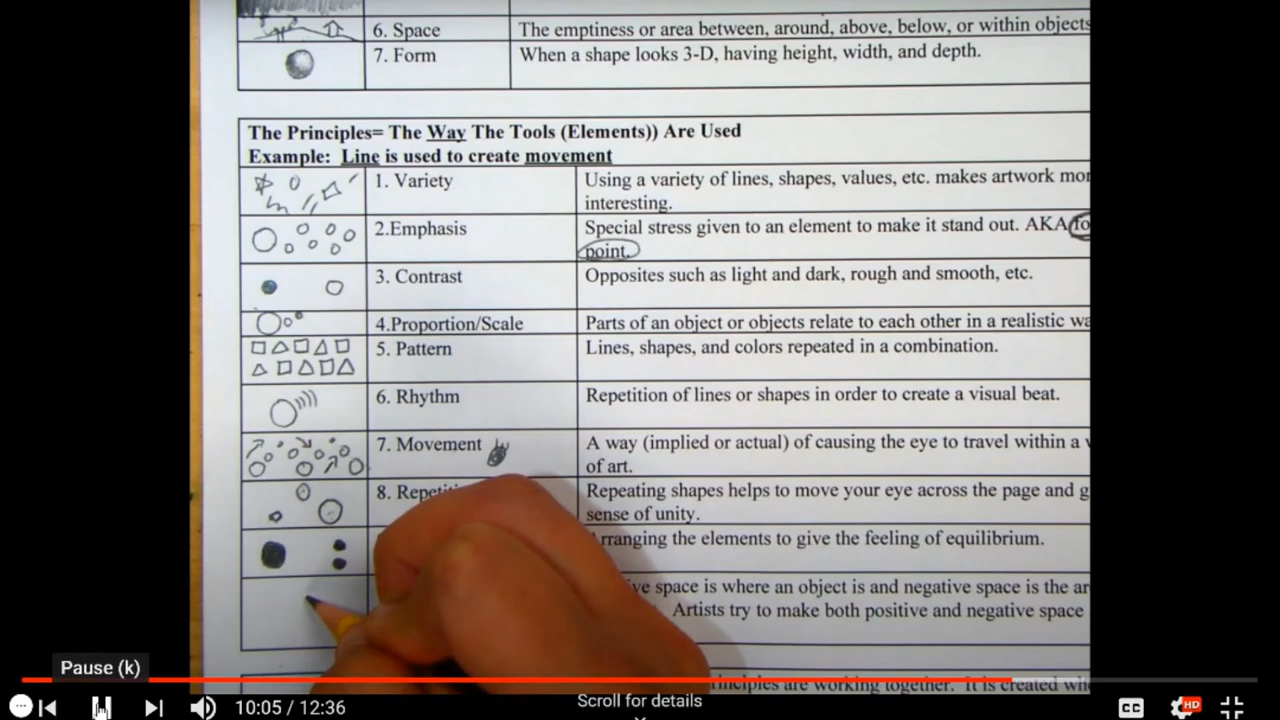 6. Space The emptiness or area between, around, above, below, or within objects
7. Form When a shape looks 3-D, having height, width, and depth.
The Principles= The Way The Tools (Elements)) Are Used
Example: Line is used to create movement
1. Variety Using a variety of lines, shapes, values, etc. makes artwork
interesting.
2.Emphasis Special stress given to an element to make it stand out. AKA
point.
3. Contrast Opposites such as light and dark, rough and smooth, etc.
4.Proportion/Scale Parts of an object or objects relate to each other in a realistic
5. Pattern Lines, shapes, and colors repeated in a combination.
6. Rhythm Repetition of lines or shapes in order to create a visual beat.
7. Movement A way (implied or actual) of causing the eye to travel within a
of art.
8. Repeating shapes helps to move your eye across the page and
sense of unity.
Arranging the elements to give the feeling of equilibrium.
space is where an object is and negative space is the
Artists try to make both positive and negative space
are working together. It is created
Pause (k)
10:05 / 12:36
Scroll for details
CC
HD